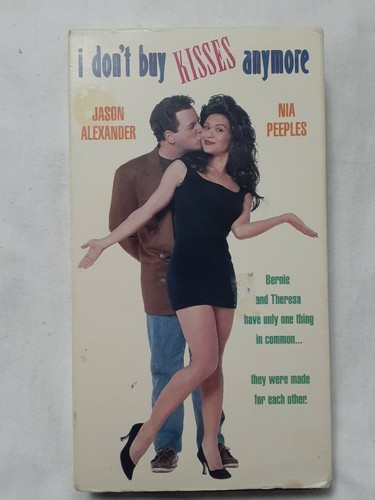 i don't buy KISSES anymore
JASON
ALEXANDER
NIA
PEEPLES
Bernie
and Theresa
have only one thing
in common...
they were made
for each other.